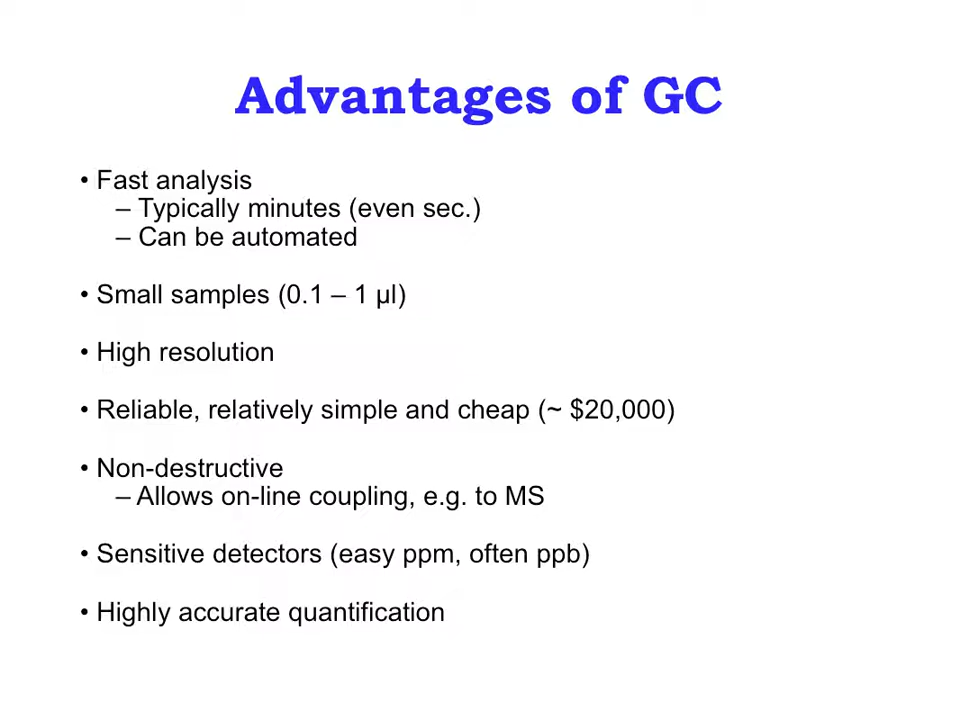 Advantages of GC
• Fast analysis
– Typically minutes (even sec.)
– Can be automated
• Small samples (0.1 – 1 µl)
• High resolution
• Reliable, relatively simple and cheap (~ $20,000)
• Non-destructive
– Allows on-line coupling, e.g. to MS
• Sensitive detectors (easy ppm, often ppb)
• Highly accurate quantification